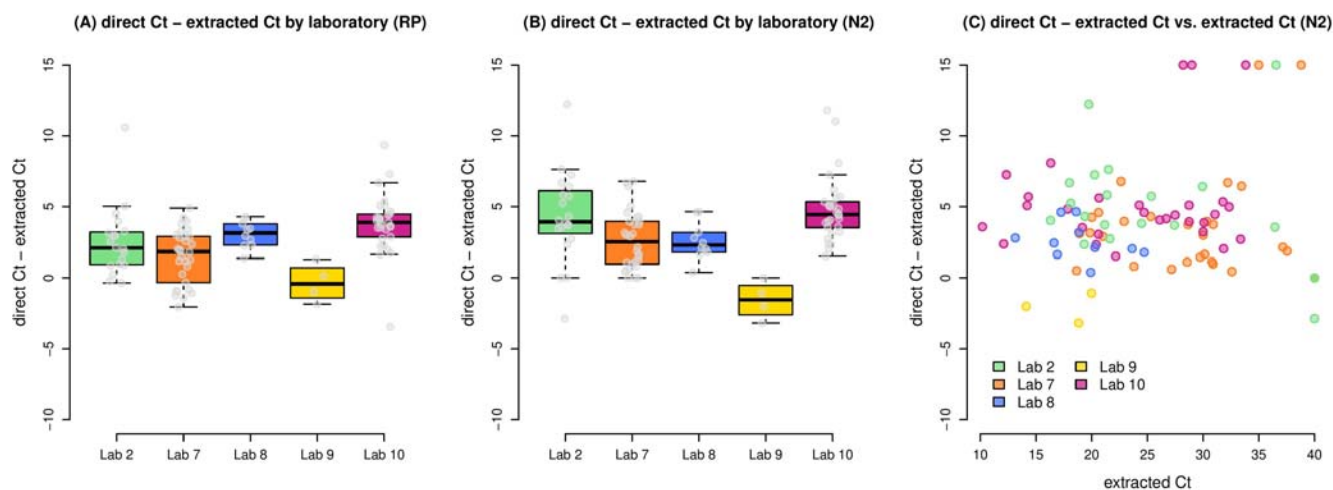 (A) direct Ct − extracted Ct by laboratory (RP)
direct Ct − extracted Ct
15
10
5
0
−5
−10
Lab 2 Lab 7 Lab 8 Lab 9 Lab 10
(B) direct Ct − extracted Ct by laboratory (N2)
direct Ct − extracted Ct
15
10
5
0
−5
−10
Lab 2 Lab 7 Lab 8 Lab 9 Lab 10
(C) direct Ct − extracted Ct vs. extracted Ct (N2)
direct Ct − extracted Ct
15
10
5
0
−5
−10
Lab 2 Lab 9
Lab 7 Lab 10
Lab 8
10 15 20 25 30 35 40
extracted Ct